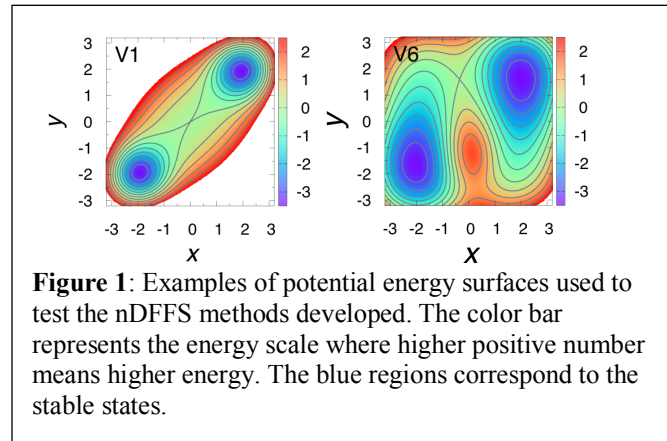 V1
3
2
1
0
-1
-2
-3
-3 -2 -1 0 1 2 3
x
y
2
1
0
-1
-2
-3
V6
3
2
1
0
-1
-2
-3
-3 -2 -1 0 1 2 3
x
y
2
1
0
-1
-2
-3
Figure 1: Examples of potential energy surfaces used to
test the nDFFS methods developed. The color bar
represents the energy scale where higher positive number
means higher energy. The blue regions correspond to the
stable states.